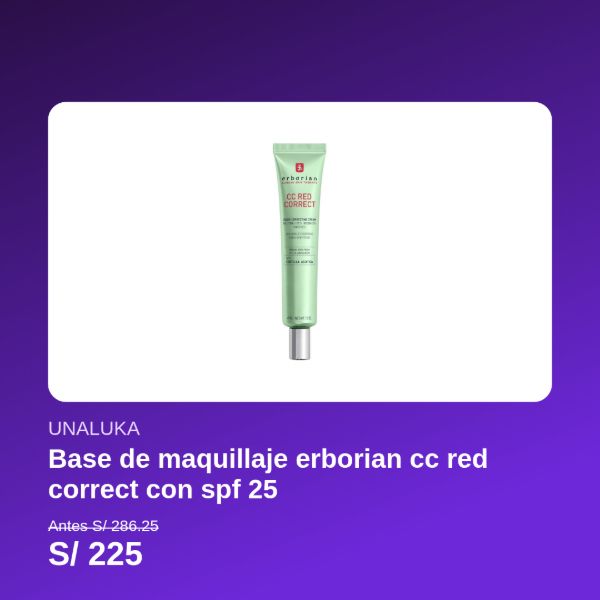 erborian
CC RED
CORRECT
UNALUKA
Base de maquillaje erborian cc red
correct con spf 25
Antes S/ 286.25
S/ 225